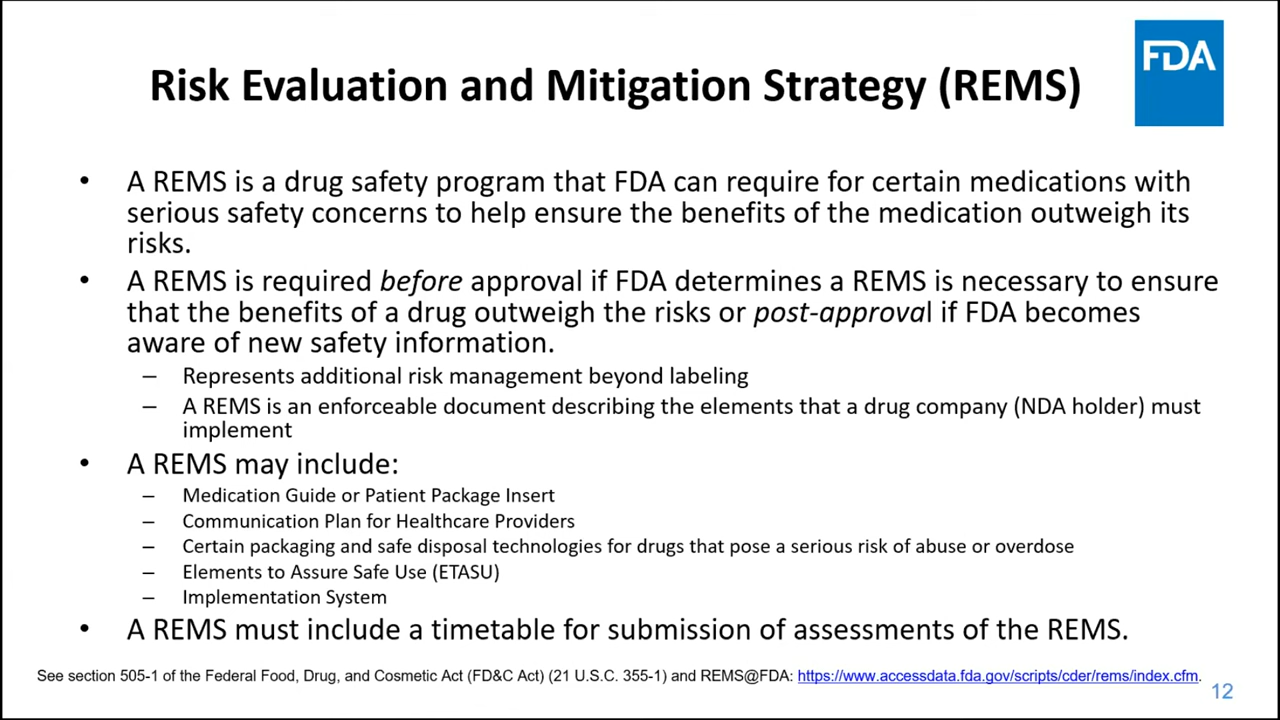 FDA
Risk Evaluation and Mitigation Strategy (REMS)
• A REMS is a drug safety program that FDA can require for certain medications with
serious safety concerns to help ensure the benefits of the medication outweigh its
risks.
• A REMS is required before approval if FDA determines a REMS is necessary to ensure
that the benefits of a drug outweigh the risks or post-approval if FDA becomes
aware of new safety information.
– Represents additional risk management beyond labeling
– A REMS is an enforceable document describing the elements that a drug company (NDA holder) must
implement
• A REMS may include:
– Medication Guide or Patient Package Insert
– Communication Plan for Healthcare Providers
– Certain packaging and safe disposal technologies for drugs that pose a serious risk of abuse or overdose
– Elements to Assure Safe Use (ETASU)
– Implementation System
• A REMS must include a timetable for submission of assessments of the REMS.
See section 505-1 of the Federal Food, Drug, and Cosmetic Act (FD&C Act) (21 U.S.C. 355-1) and REMS@FDA: https://www.accessdata.fda.gov/scripts/cder/rems/index.cfm.
12